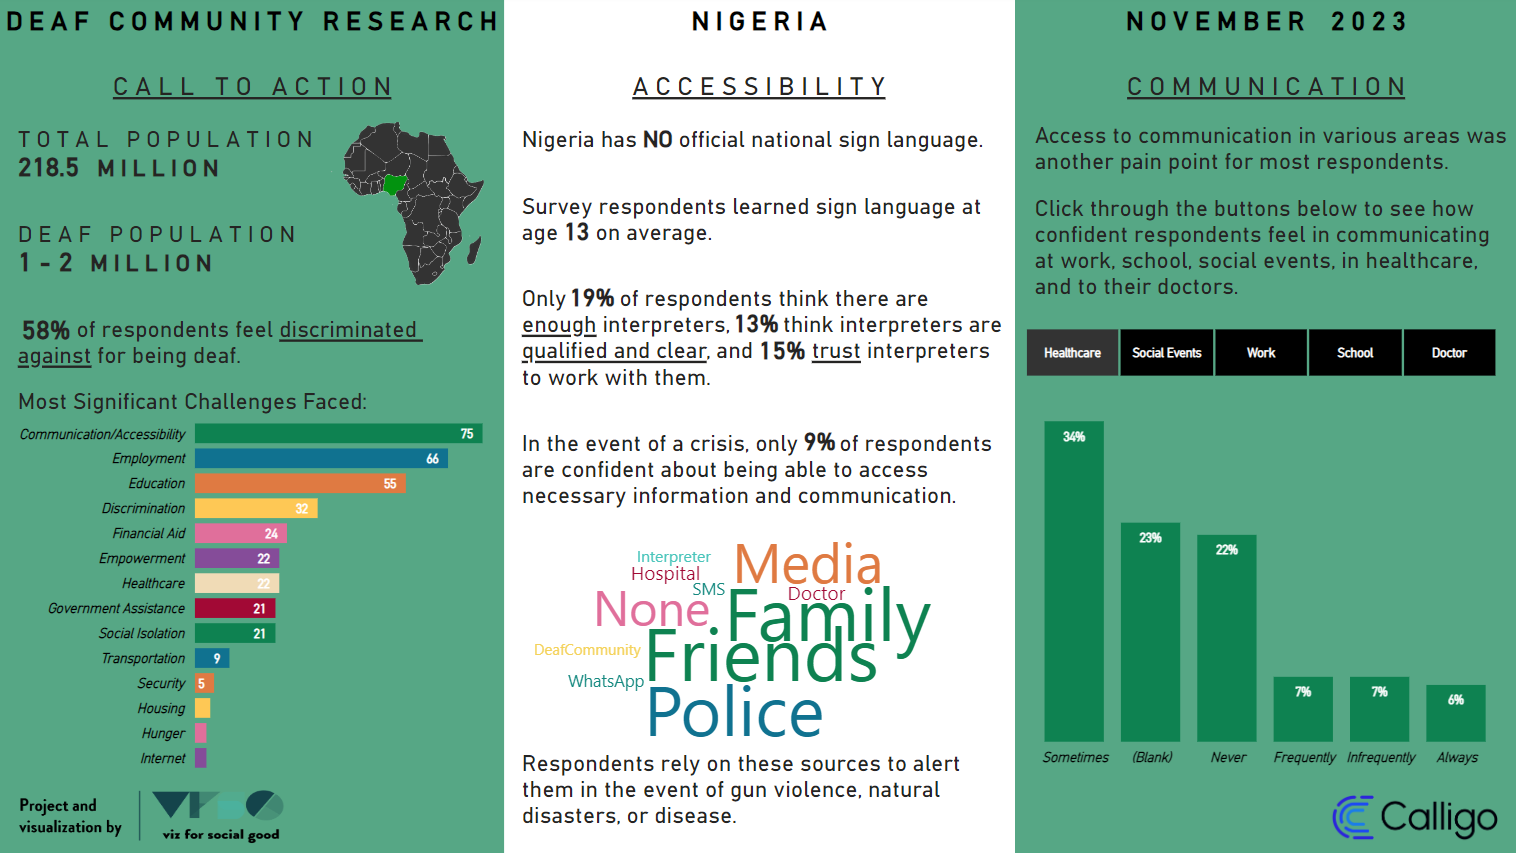 DEAF COMMUNITY RESEARCH
CALL TO ACTION
TOTAL POPULATION
218.5 MILLION
DEAF POPULATION
1 - 2 MILLION
58% of respondents feel discriminated
against for being deaf.
Most Significant Challenges Faced:
Communication/Accessibility 75
Employment 66
Education 55
Discrimination 32
Financial Aid 24
Empowerment 22
Healthcare 22
Government Assistance 21
Social Isolation 21
Transportation 9
Security 5
Housing
Hunger
Internet
Project and
visualization by
VFSG
viz for social good
NIGERIA
ACCESSIBILITY
Nigeria has NO official national sign language.
Survey respondents learned sign language at
age 13 on average.
Only 19% of respondents think there are
enough interpreters, 13% think interpreters are
qualified and clear, and 15% trust interpreters
to work with them.
In the event of a crisis, only 9% of respondents
are confident about being able to access
necessary information and communication.
Interpreter
Media
Hospital
SMS
Doctor
None
Family
Friends
DeafCommunity
WhatsApp
Police
Respondents rely on these sources to alert
them in the event of gun violence, natural
disasters, or disease.
NOVEMBER 2023
COMMUNICATION
Access to communication in various areas was
another pain point for most respondents.
Click through the buttons below to see how
confident respondents feel in communicating
at work, school, social events, in healthcare,
and to their doctors.
Healthcare Social Events Work School Doctor
34% 23% 22% 7% 7% 6%
Sometimes (Blank) Never Frequently Infrequently Always
Calligo